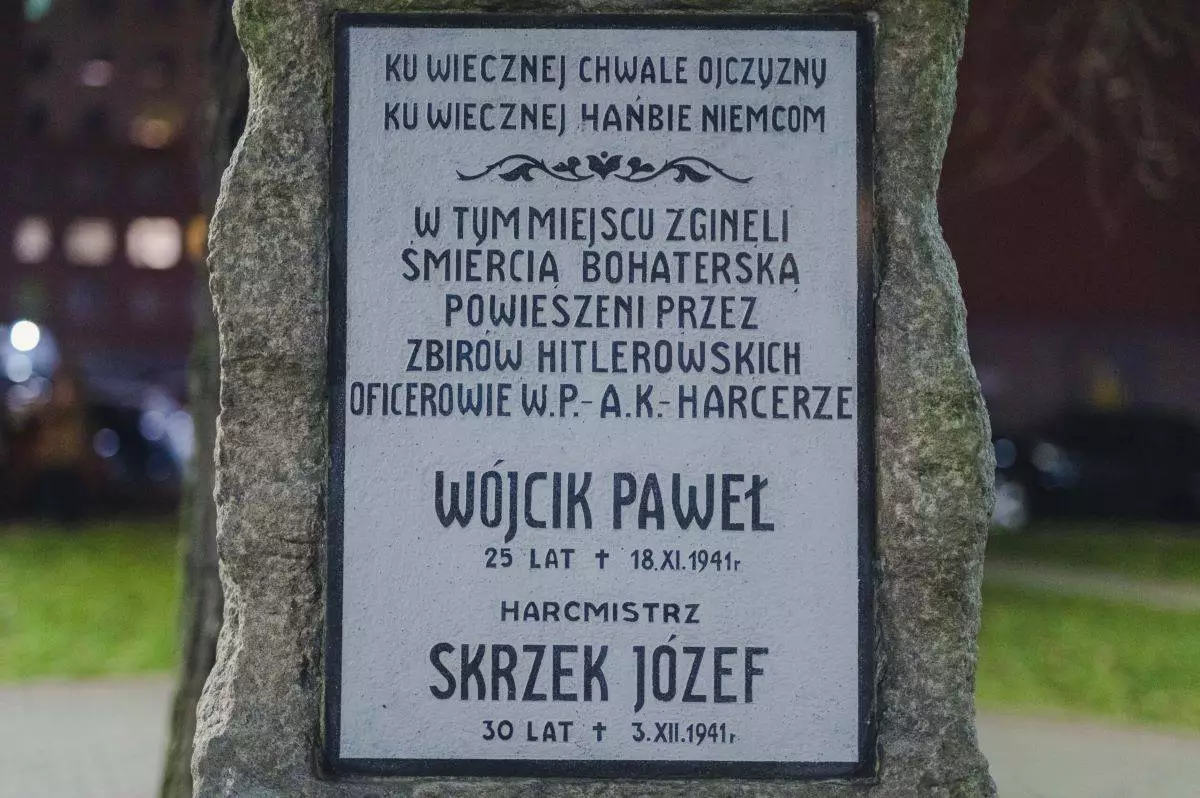 KU WIECZNEJ CHWALE OJCZYZNY
KU WIECZNEJ HAŃBIE NIEMCOM
W TYM MIEJSCU ZGINELI
ŚMIERCIĄ BOHATERSKĄ
POWIESZENI PRZEZ
ZBIRÓW HITLEROWSKICH
OFICEROWIE W.P.-A.K.-HARCERZE
WÓJCIK PAWEŁ
25 LAT ✝ 18.XI.1941r
HARCMISTRZ
SKRZEK JÓZEF
30 LAT ✝ 3.XII.1941r